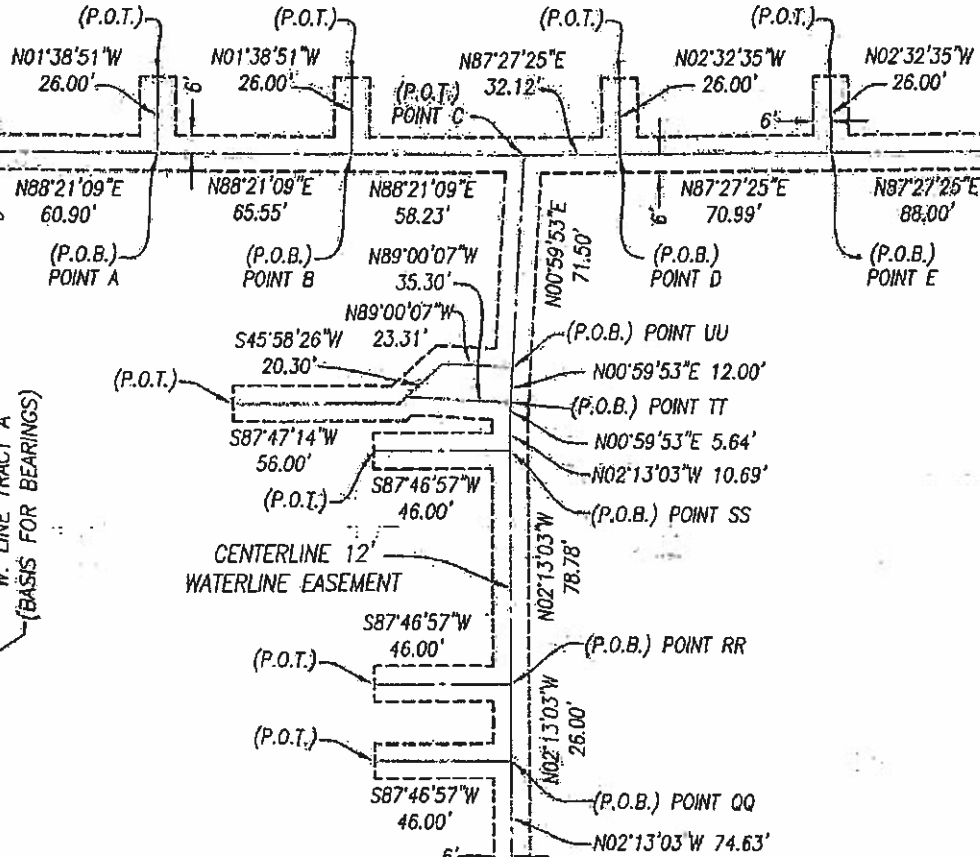 (P.O.T.)
(P.O.T.)
(P.O.T.)
(P.O.T.)
N01°38'51"W
26.00'
6'
N01°38'51"W
26.00'
N87°27'25"E
32.12'
(P.O.T.)
POINT C
N02°32'35"W
26.00'
N02°32'35"W
26.00'
6'
N88°21'09"E
60.90'
N88°21'09"E
65.55'
N88°21'09"E
58.23'
6'
N87°27'25"E
70.99'
N87°27'25"E
88.00'
(P.O.B.)
POINT A
(P.O.B.)
POINT B
(P.O.B.)
POINT D
(P.O.B.)
POINT E
N89°00'07"W
35.30'
N00°59'53"E
71.50'
N89°00'07"W
23.31'
S45°58'26"W
20.30'
(P.O.B.) POINT UU
N00°59'53"E 12.00'
(P.O.T.)
(P.O.B.) POINT TT
N00°59'53"E 5.64'
S87°47'14"W
56.00'
N02°13'03"W 10.69'
S87°46'57"W
46.00'
(P.O.T.)
(P.O.B.) POINT SS
W. LINE TRACT A
(BASIS FOR BEARINGS)
CENTERLINE 12'
WATERLINE EASEMENT
N02°13'03"W
78.78'
S87°46'57"W
46.00'
(P.O.T.)
(P.O.B.) POINT RR
N02°13'03"W
26.00'
(P.O.T.)
S87°46'57"W
46.00'
(P.O.B.) POINT QQ
N02°13'03"W 74.63'
6'